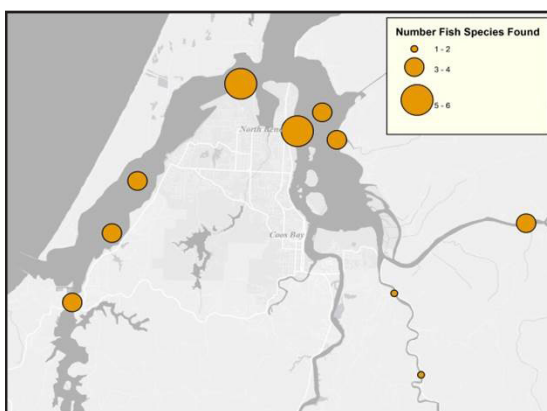 Number Fish Species Found
1 - 2
3 - 4
5 - 6
North Bend
Coos Bay